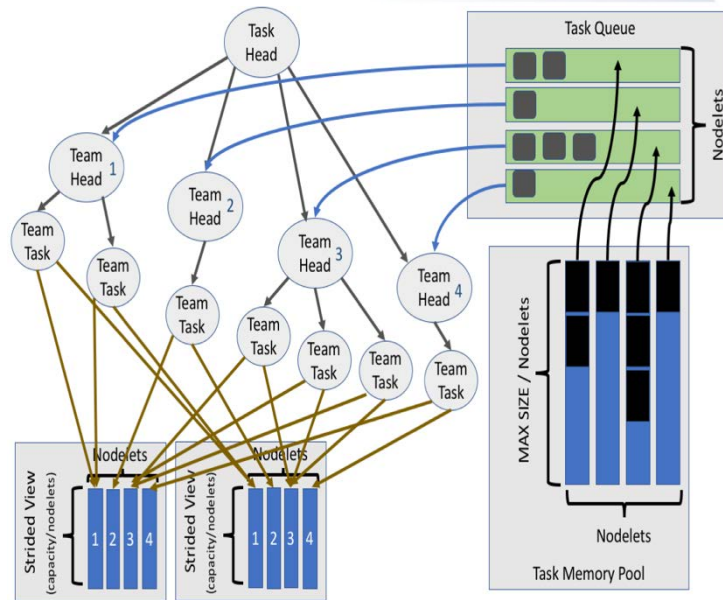 Task
Head
Task Queue
Nodelets
Team
Head 1
Team
Head 2
Team
Head 3
Team
Head 4
Team
Task
Team
Task
Team
Task
Team
Task
Team
Task
Team
Task
Team
Task
MAX SIZE / Nodelets
Nodelets
Task Memory Pool
Strided View
(capacity/nodelets)
Nodelets
1 2 3 4
Strided View
(capacity/nodelets)
Nodelets
1 2 3 4